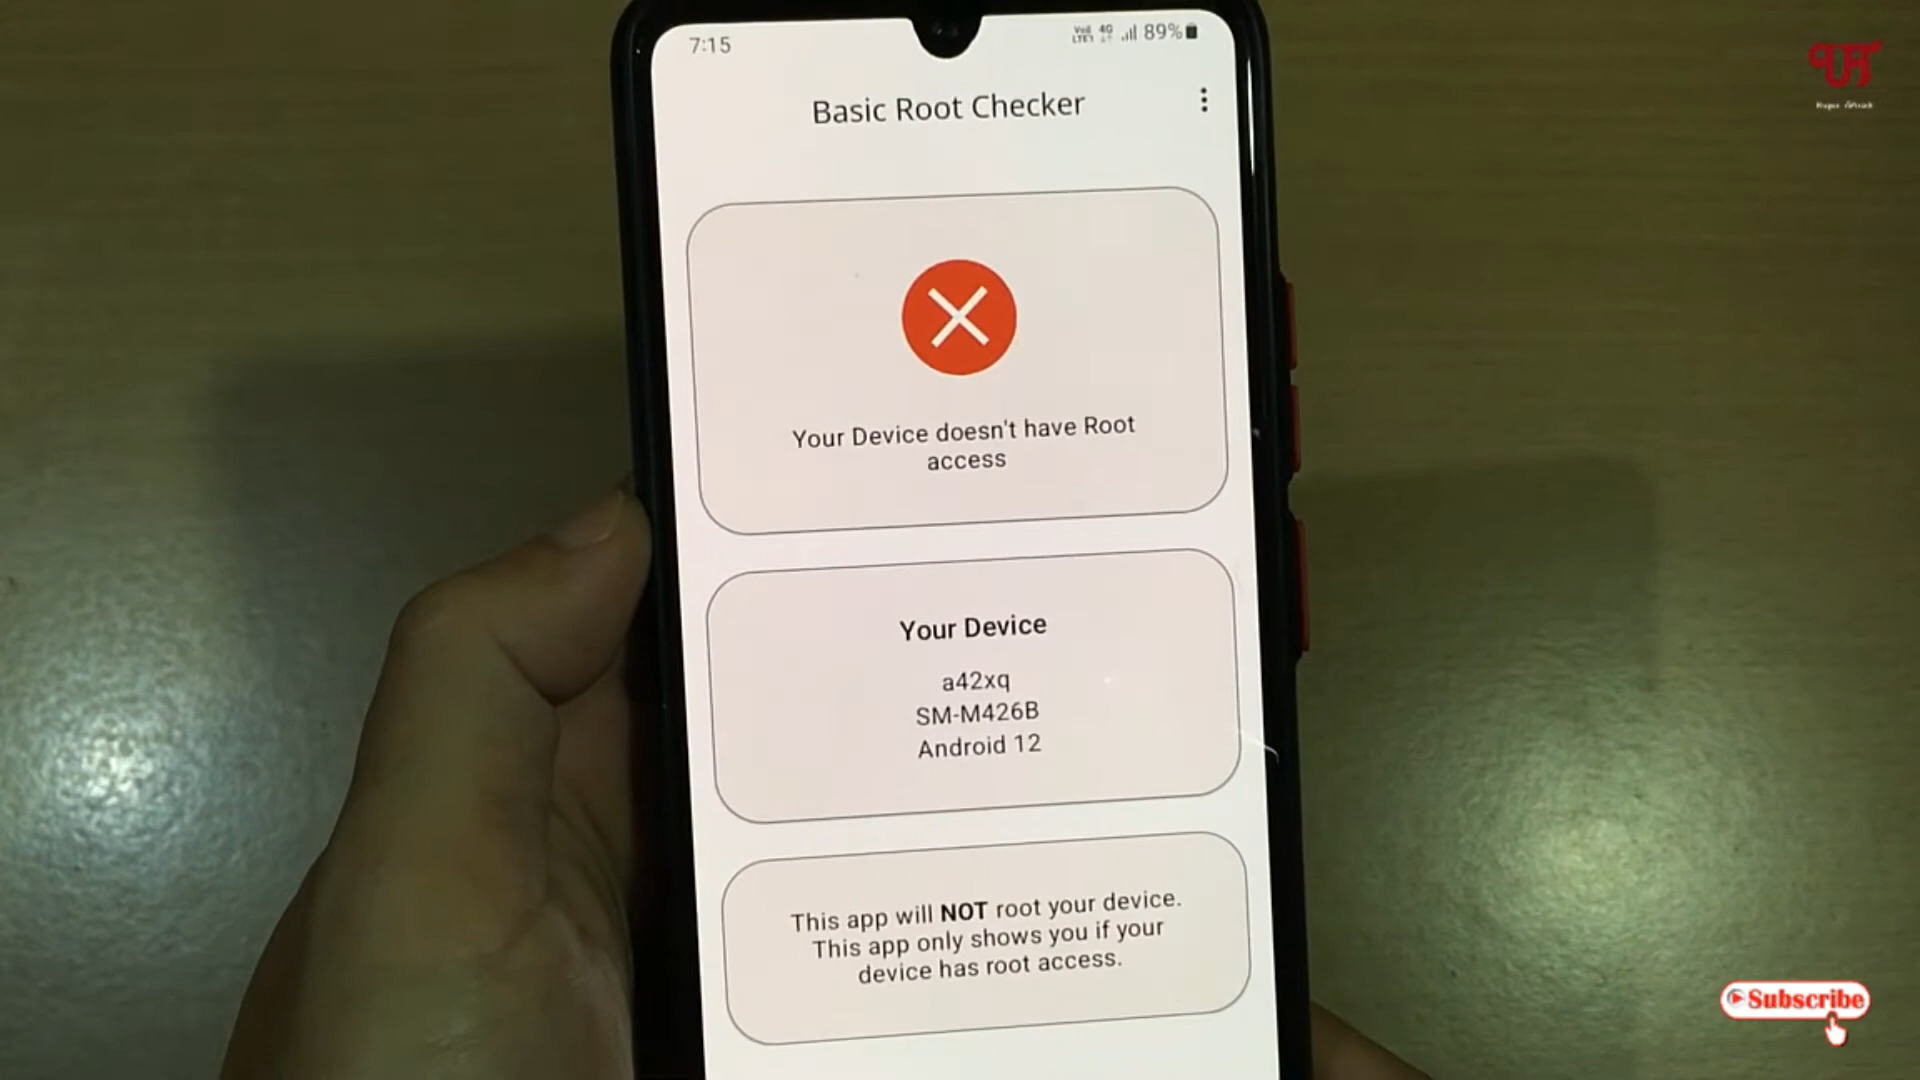 7:15
89%
Basic Root Checker
Your Device doesn't have Root
access
Your Device
a42xq
SM-M426B
Android 12
This app will NOT root your device.
This app only shows you if your
device has root access.
Subscribe